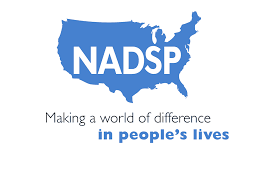 NADSP
Making a world of difference
in people's lives